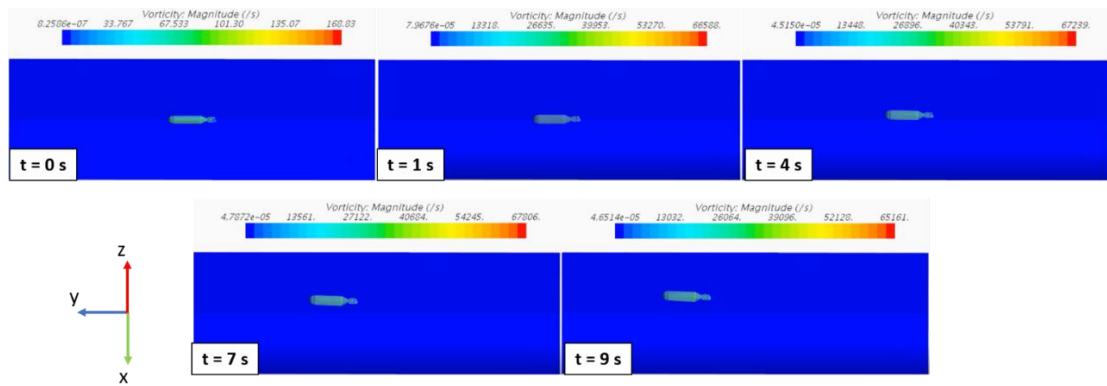 Vorticity: Magnitude (/s)
8.2586e-07 33.767 67.533 101.30 135.07 168.83
t = 0 s
Vorticity: Magnitude (/s)
7.9676e-05 13318. 26635. 39953. 53270. 66588.
t = 1 s
Vorticity: Magnitude (/s)
4.5150e-05 13448. 26896. 40343. 53791. 67239.
t = 4 s
Vorticity: Magnitude (/s)
4.7872e-05 13561. 27122. 40684. 54245. 67806.
t = 7 s
Vorticity: Magnitude (/s)
4.6514e-05 13032. 26064. 39096. 52128. 65161.
t = 9 s
z
y
x